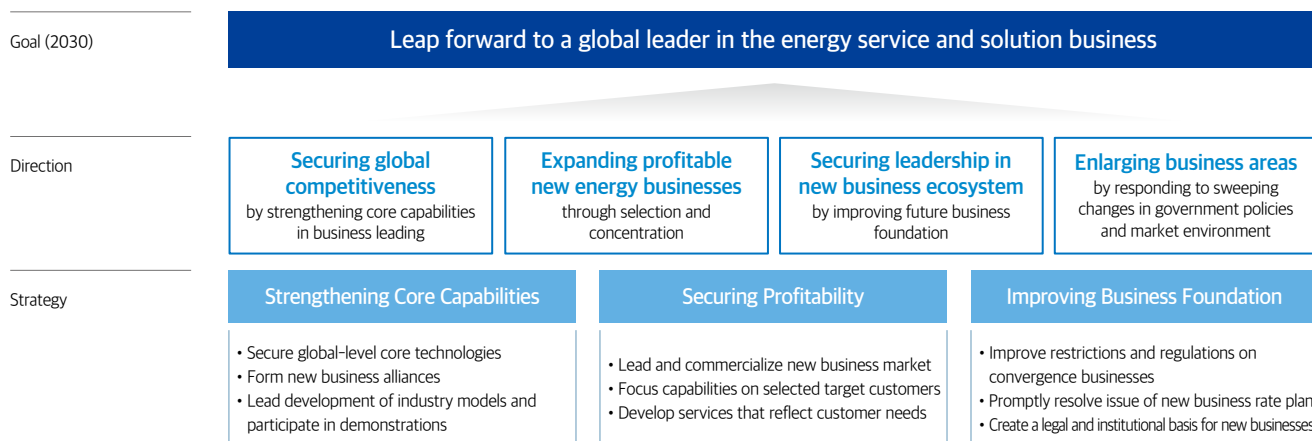 Goal (2030)
Leap forward to a global leader in the energy service and solution business
Direction
Securing global
competitiveness
by strengthening core capabilities
in business leading
Expanding profitable
new energy businesses
through selection and
concentration
Securing leadership in
new business ecosystem
by improving future business
foundation
Enlarging business areas
by responding to sweeping
changes in government policies
and market environment
Strategy
Strengthening Core Capabilities
• Secure global-level core technologies
• Form new business alliances
• Lead development of industry models and
participate in demonstrations
Securing Profitability
• Lead and commercialize new business market
• Focus capabilities on selected target customers
• Develop services that reflect customer needs
Improving Business Foundation
• Improve restrictions and regulations on
convergence businesses
• Promptly resolve issue of new business rate plan
• Create a legal and institutional basis for new businesses